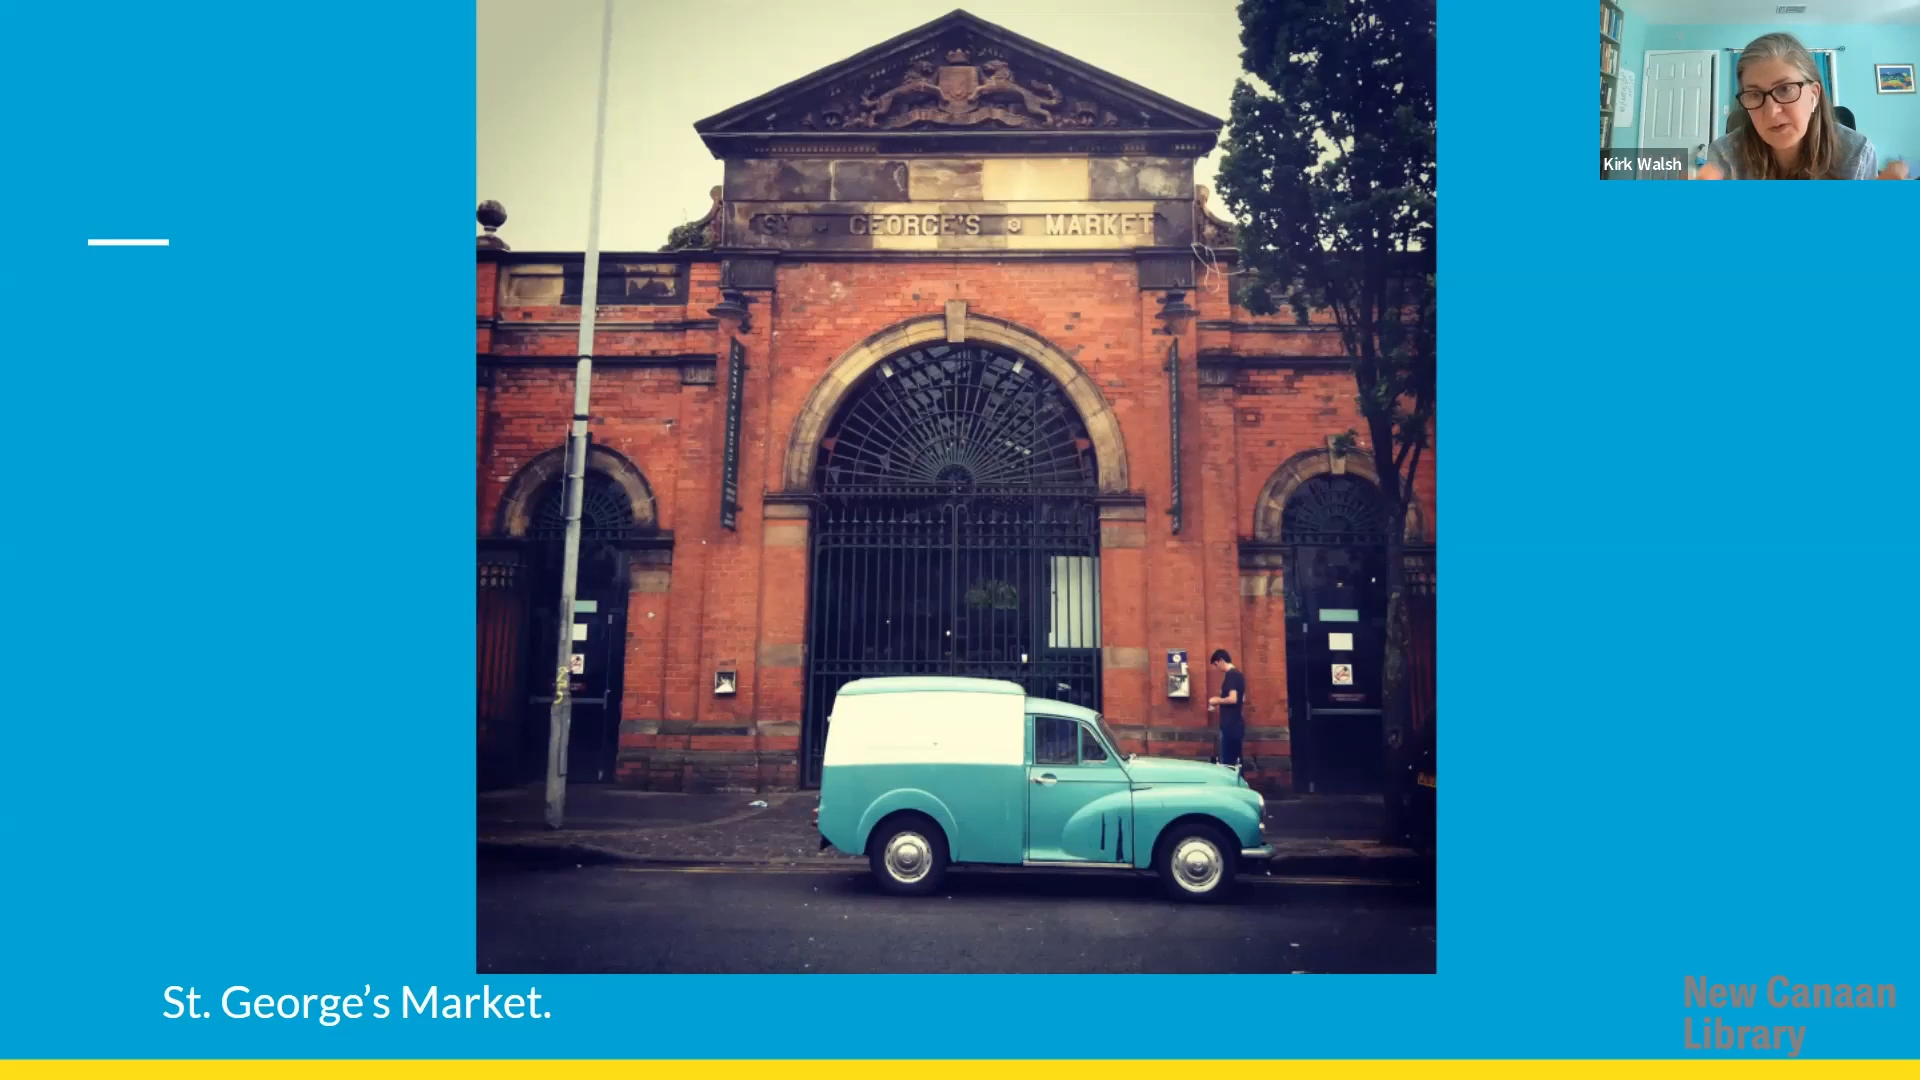 Kirk Walsh
ST GEORGE'S MARKET
St. George's Market.
New Canaan
Library